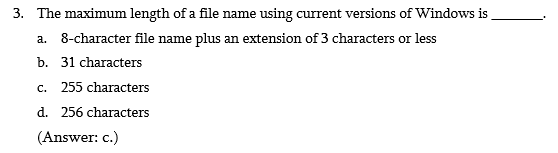 3. The maximum length of a file name using current versions of Windows is _______.
a. 8-character file name plus an extension of 3 characters or less
b. 31 characters
c. 255 characters
d. 256 characters
(Answer: c.)